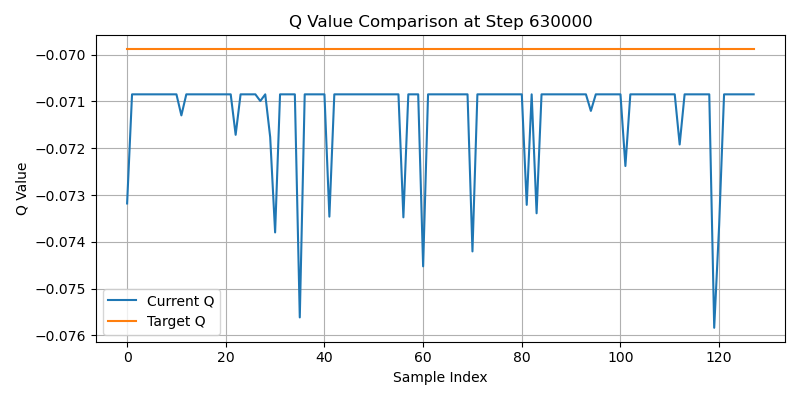 Q Value Comparison at Step 630000
Q Value
−0.070
−0.071
−0.072
−0.073
−0.074
−0.075
−0.076
Current Q
Target Q
0 20 40 60 80 100 120
Sample Index